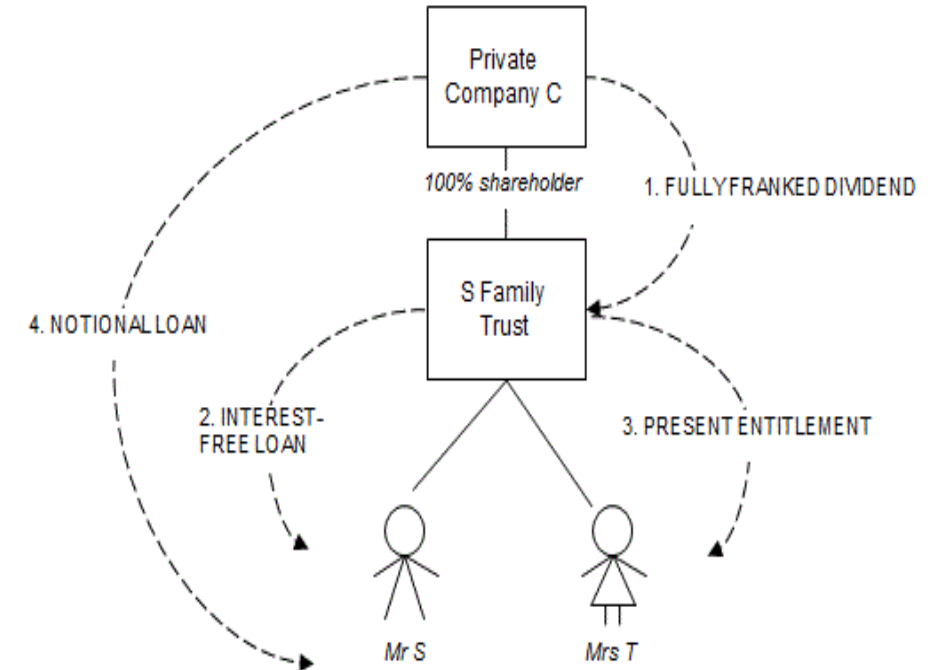 Private
Company C
100% shareholder
1. FULLY FRANKED DIVIDEND
S Family
Trust
4. NOTIONAL LOAN
2. INTEREST-
FREE LOAN
3. PRESENT ENTITLEMENT
Mr S
Mrs T